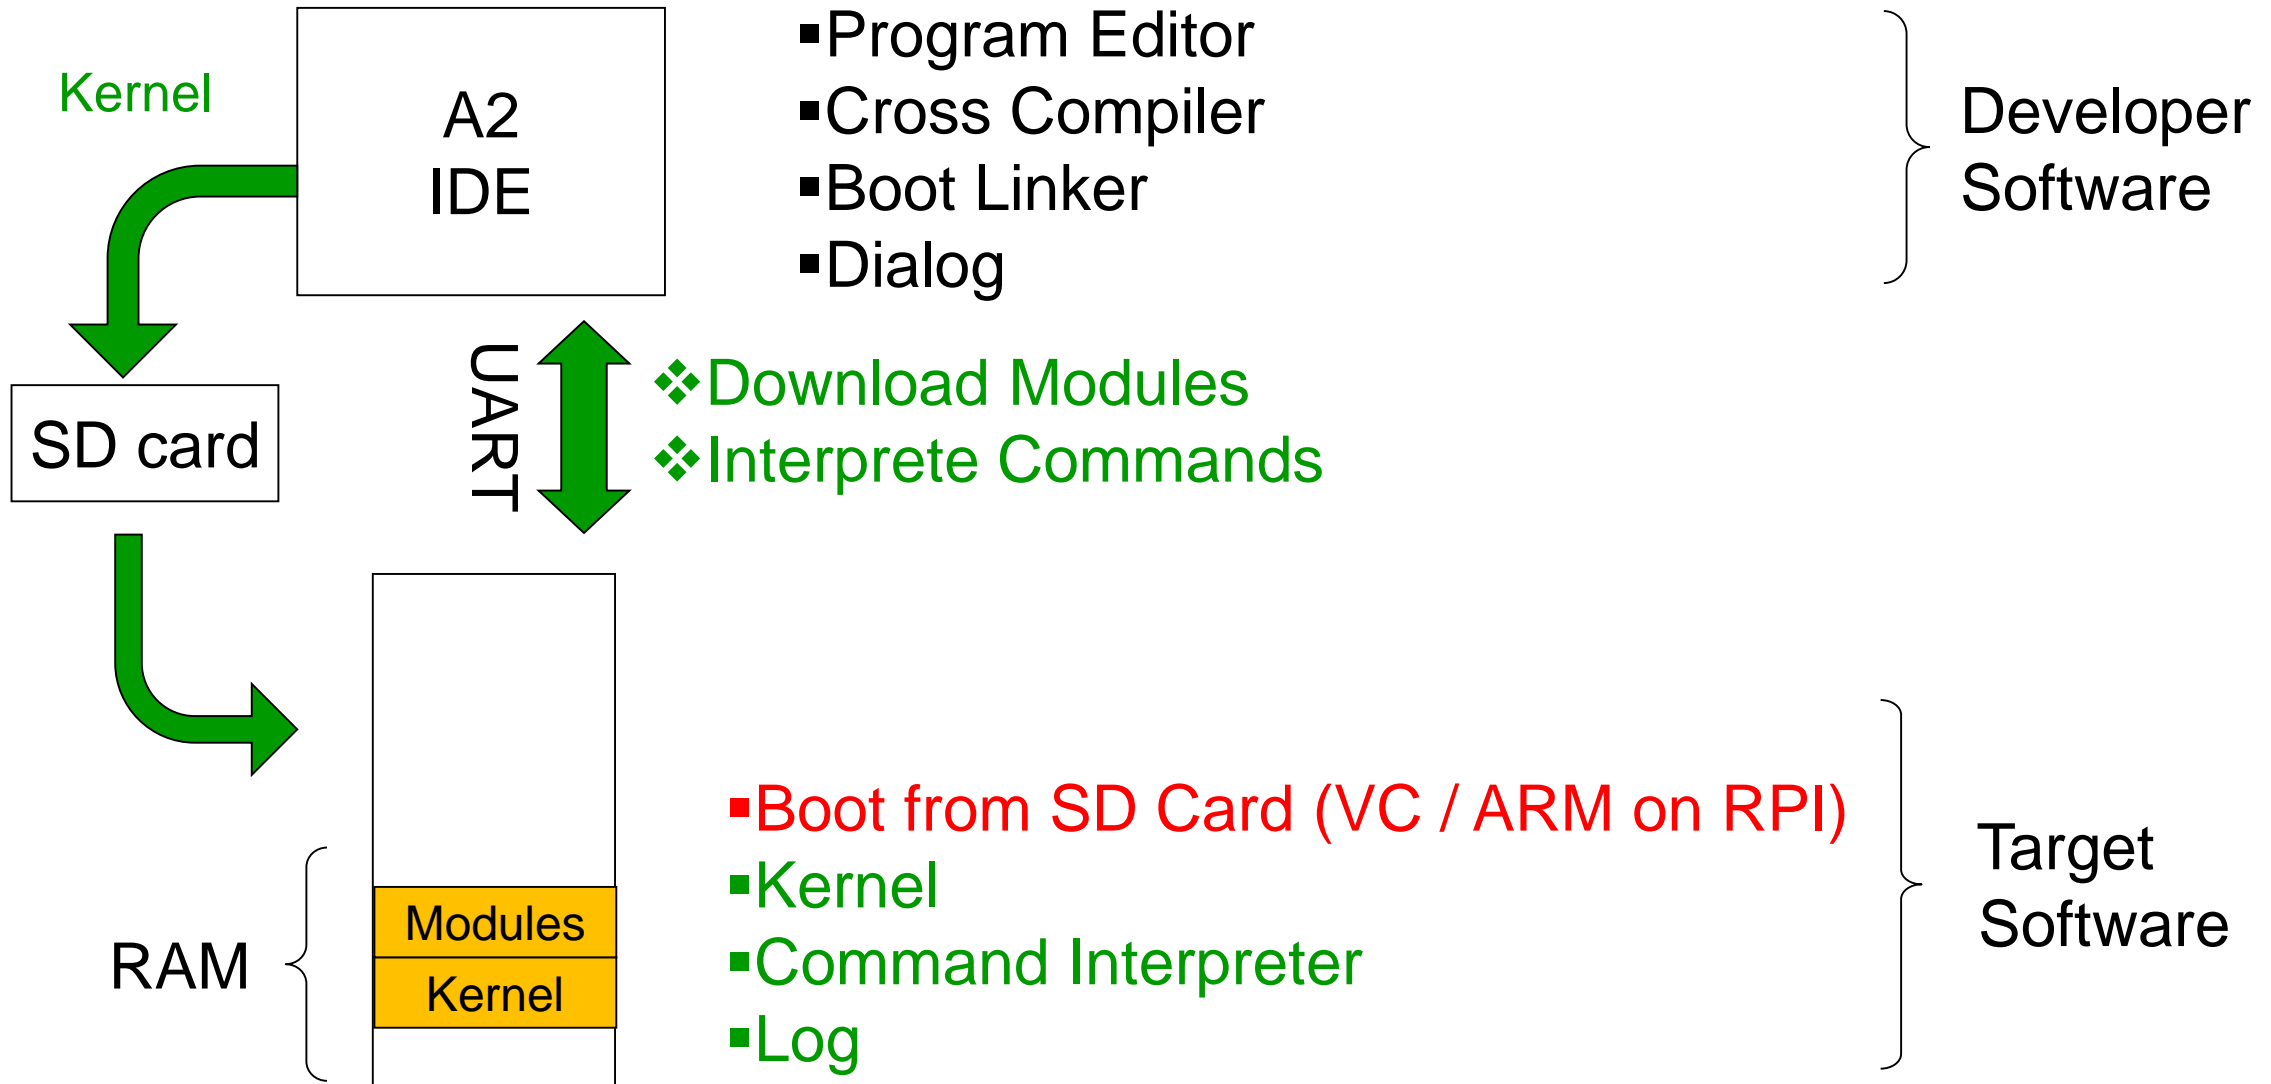 Kernel
A2
IDE
▪Program Editor
▪Cross Compiler
▪Boot Linker
▪Dialog
Developer
Software
SD card
UART
❖Download Modules
❖Interprete Commands
RAM
Modules
Kernel
▪Boot from SD Card (VC / ARM on RPI)
▪Kernel
▪Command Interpreter
▪Log
Target
Software